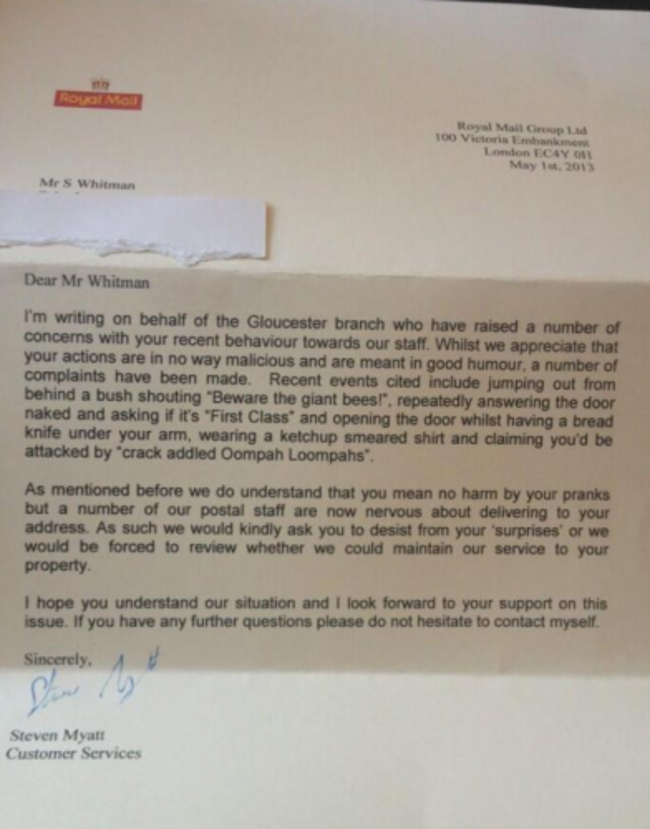 Royal Mail
Royal Mail Group Ltd
100 Victoria Embankment
London EC4Y 0H
May 1st, 2013
Mr S Whitman
Dear Mr Whitman
I'm writing on behalf of the Gloucester branch who have raised a number of
concerns with your recent behaviour towards our staff. Whilst we appreciate that
your actions are in no way malicious and are meant in good humour, a number of
complaints have been made. Recent events cited include jumping out from
behind a bush shouting "Beware the giant bees!", repeatedly answering the door
naked and asking if it's "First Class" and opening the door whilst having a bread
knife under your arm, wearing a ketchup smeared shirt and claiming you'd be
attacked by "crack addled Oompah Loompahs".
As mentioned before we do understand that you mean no harm by your pranks
but a number of our postal staff are now nervous about delivering to your
address. As such we would kindly ask you to desist from your 'surprises' or we
would be forced to review whether we could maintain our service to your
property.
I hope you understand our situation and I look forward to your support on this
issue. If you have any further questions please do not hesitate to contact myself.
Sincerely,
Steven Myatt
Customer Services